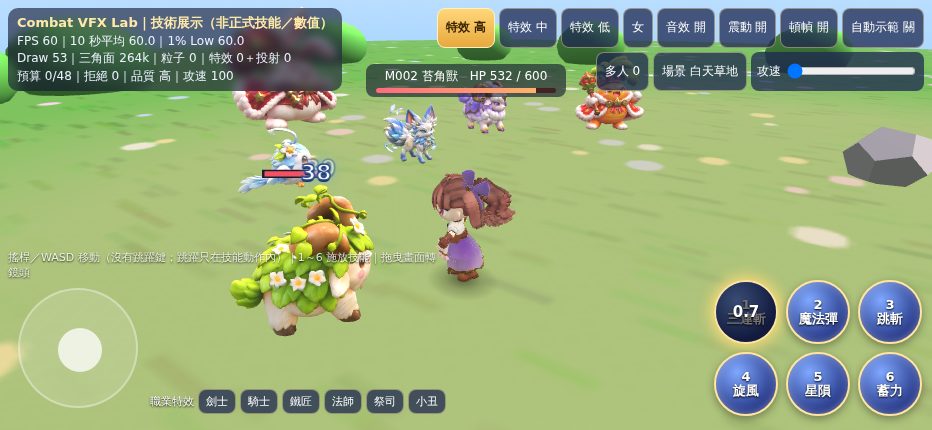 Combat VFX Lab｜技術展示（非正式技能／數值）
FPS 60｜10 秒平均 60.0｜1% Low 60.0
Draw 53｜三角面 264k｜粒子 0｜特效 0＋投射 0
預算 0/48｜拒絕 0｜品質 高｜攻速 100
特效 高
特效 中
特效 低
女
音效 開
震動 開
頓幀 開
自動示範 關
多人 0
場景 白天草地
攻速
M002 苔角獸　HP 532 / 600
38
搖桿／WASD 移動（沒有跳躍鍵；跳躍只在技能動作內）｜1～6 施放技能｜拖曳畫面轉
鏡頭
1
0.7
三連斬
2
魔法彈
3
跳斬
4
旋風
5
星隕
6
蓄力
職業特效
劍士
騎士
鐵匠
法師
祭司
小丑